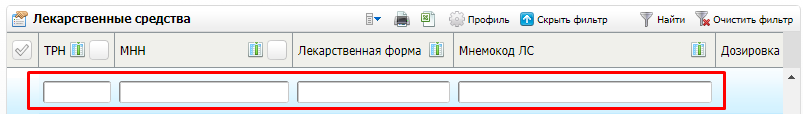 Лекарственные средства Профиль Скрыть фильтр Найти Очистить фильтр
ТРН МНН Лекарственная форма Мнемокод ЛС Дозировка